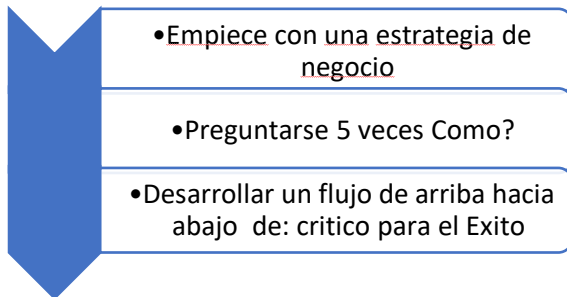 •Empiece con una estrategia de
negocio
•Preguntarse 5 veces Como?
•Desarrollar un flujo de arriba hacia
abajo  de: critico para el Exito